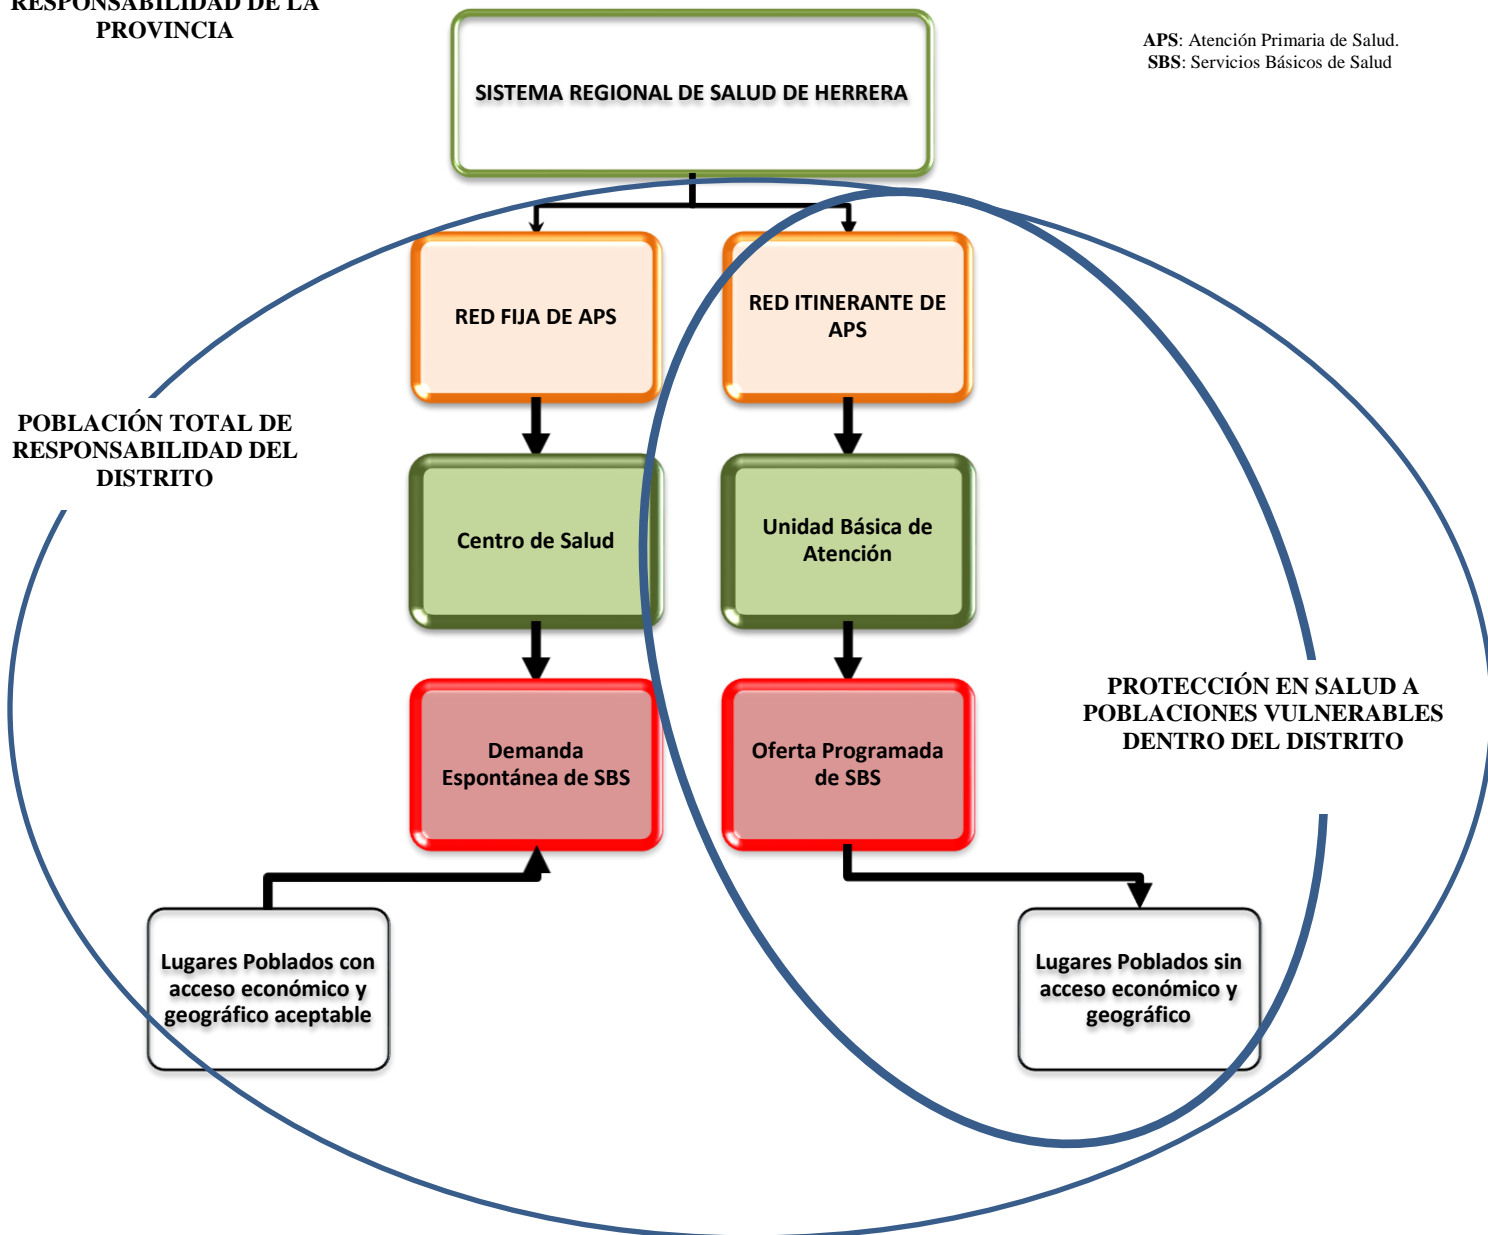 RESPONSABILIDAD DE LA
PROVINCIA
APS: Atención Primaria de Salud.
SBS: Servicios Básicos de Salud
SISTEMA REGIONAL DE SALUD DE HERRERA
RED FIJA DE APS
RED ITINERANTE DE
APS
POBLACIÓN TOTAL DE
RESPONSABILIDAD DEL
DISTRITO
Centro de Salud
Unidad Básica de
Atención
Demanda
Espontánea de SBS
Oferta Programada
de SBS
PROTECCIÓN EN SALUD A
POBLACIONES VULNERABLES
DENTRO DEL DISTRITO
Lugares Poblados con
acceso económico y
geográfico aceptable
Lugares Poblados sin
acceso económico y
geográfico